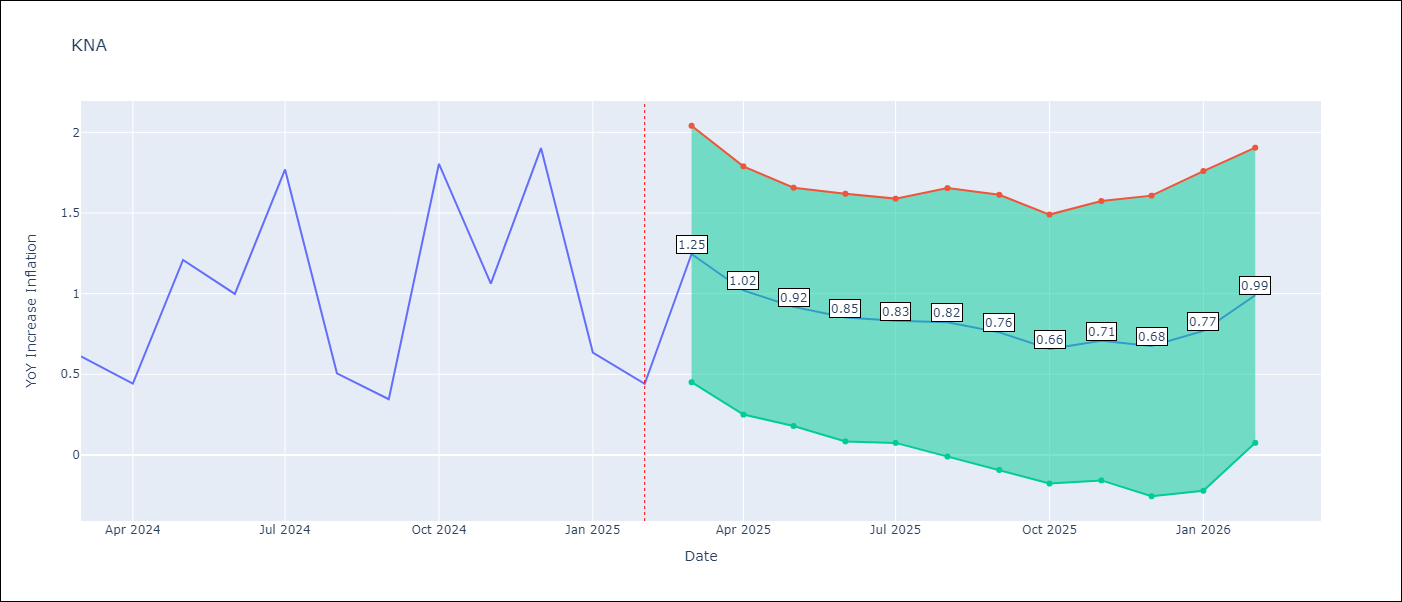 KNA
YoY Increase Inflation
2
1.5
1
0.5
0
1.25
1.02
0.92
0.85
0.83
0.82
0.76
0.66
0.71
0.68
0.77
0.99
Apr 2024
Jul 2024
Oct 2024
Jan 2025
Apr 2025
Jul 2025
Oct 2025
Jan 2026
Date